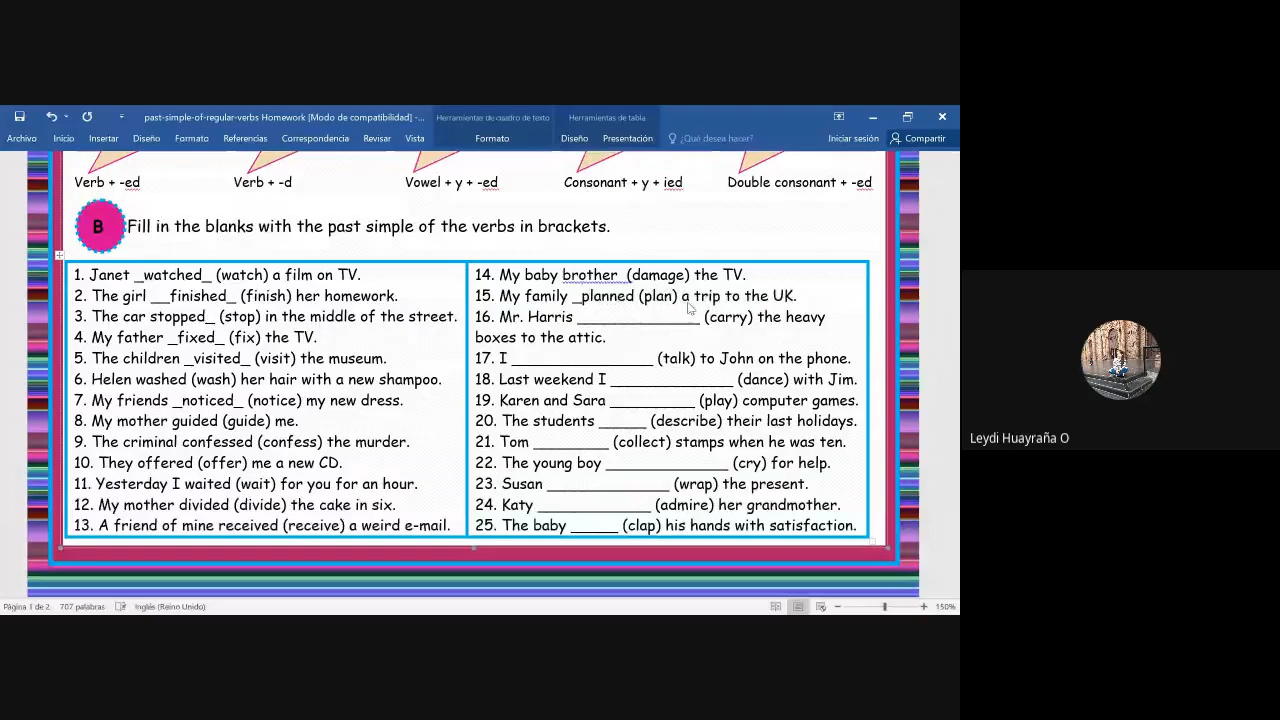 past-simple-of-regular-verbs Homework [Modo de compatibilidad] -...
Herramientas de cuadro de texto
Herramientas de tabla
Archivo Inicio Insertar Diseño Formato Referencias Correspondencia Revisar Vista Formato Diseño Presentación ¿Qué desea hacer? Iniciar sesión Compartir
Verb + -ed
Verb + -d
Vowel + y + -ed
Consonant + y + ied
Double consonant + -ed
B
Fill in the blanks with the past simple of the verbs in brackets.
1. Janet _watched_ (watch) a film on TV.
2. The girl __finished_ (finish) her homework.
3. The car stopped_ (stop) in the middle of the street.
4. My father _fixed_ (fix) the TV.
5. The children _visited_ (visit) the museum.
6. Helen washed (wash) her hair with a new shampoo.
7. My friends _noticed_ (notice) my new dress.
8. My mother guided (guide) me.
9. The criminal confessed (confess) the murder.
10. They offered (offer) me a new CD.
11. Yesterday I waited (wait) for you for an hour.
12. My mother divided (divide) the cake in six.
13. A friend of mine received (receive) a weird e-mail.
14. My baby brother (damage) the TV.
15. My family _planned (plan) a trip to the UK.
16. Mr. Harris _____________ (carry) the heavy
boxes to the attic.
17. I _______________ (talk) to John on the phone.
18. Last weekend I _____________ (dance) with Jim.
19. Karen and Sara _________ (play) computer games.
20. The students _____ (describe) their last holidays.
21. Tom ________ (collect) stamps when he was ten.
22. The young boy _____________ (cry) for help.
23. Susan _____________ (wrap) the present.
24. Katy ____________ (admire) her grandmother.
25. The baby _____ (clap) his hands with satisfaction.
Página 1 de 2 707 palabras Inglés (Reino Unido) 150%
Leydi Huayraña O